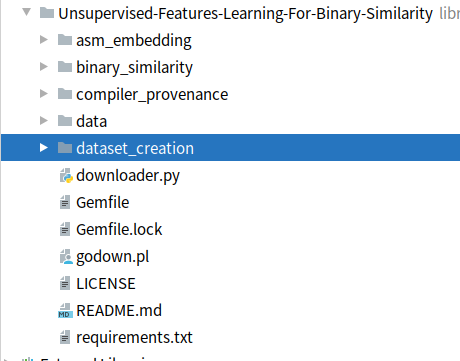 Unsupervised-Features-Learning-For-Binary-Similarity libr
asm_embedding
binary_similarity
compiler_provenance
data
dataset_creation
downloader.py
Gemfile
Gemfile.lock
godown.pl
LICENSE
MD README.md
requirements.txt